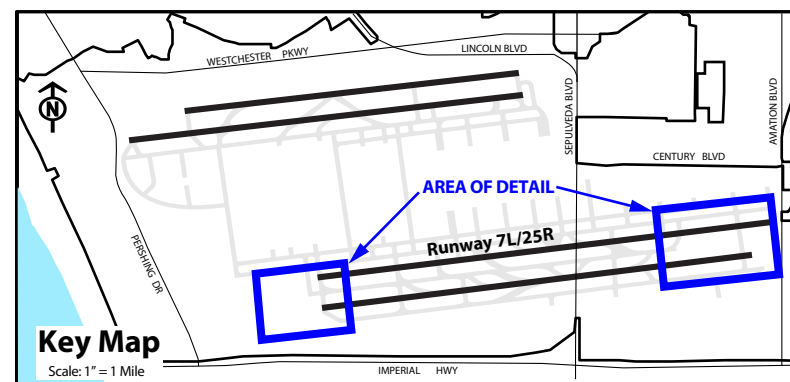 LINCOLN BLVD
WESTCHESTER PKWY
N
SEPULVEDA BLVD
AVIATION BLVD
CENTURY BLVD
AREA OF DETAIL
PERSHING DR
Runway 7L/25R
Key Map
Scale: 1" = 1 Mile
IMPERIAL HWY